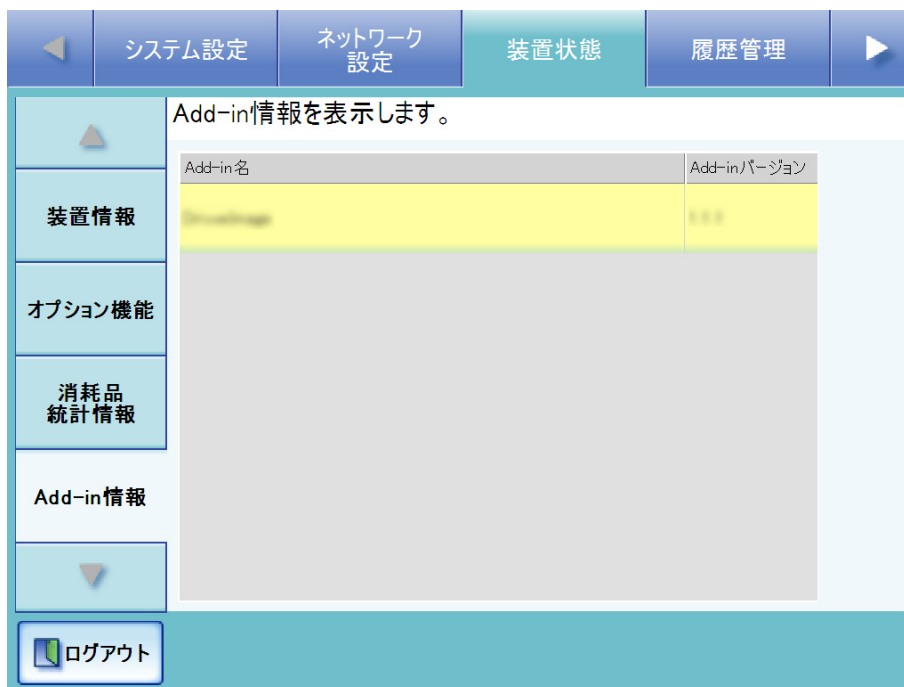 システム設定
ネットワーク
設定
装置状態
履歴管理
Add-in情報を表示します。
Add-in名
Add-inバージョン
装置情報
オプション機能
消耗品
統計情報
Add-in情報
ログアウト